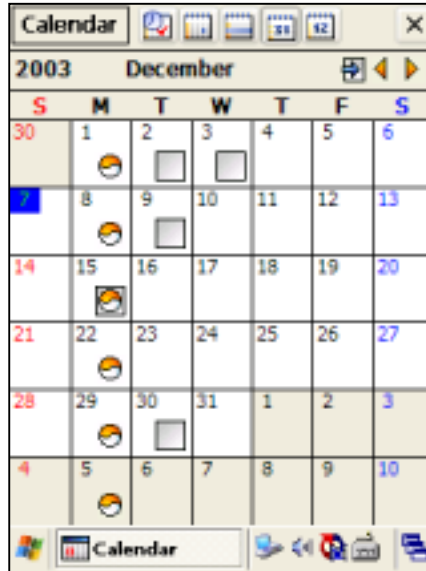 Calendar 31 12
2003 December
S M T W T F S
30 1 2 3 4 5 6
7 8 9 10 11 12 13
14 15 16 17 18 19 20
21 22 23 24 25 26 27
28 29 30 31 1 2 3
4 5 6 7 8 9 10
Calendar